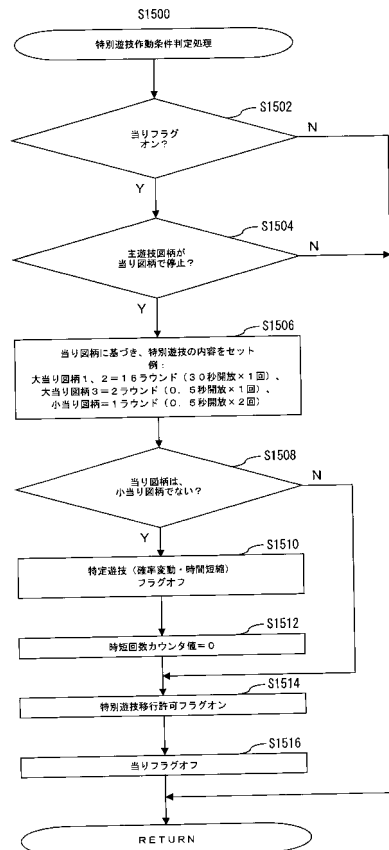 S1500
特別遊技作動条件判定処理
S1502
当りフラグ
オン?
N
Y
S1504
主遊技図柄が
当り図柄で停止?
N
Y
S1506
当り図柄に基づき、特別遊技の内容をセット
例:
大当り図柄1、2=16ラウンド(30秒開放×1回)、
大当り図柄3=2ラウンド(0.5秒開放×1回)、
小当り図柄=1ラウンド(0.5秒開放×2回)
S1508
当り図柄は、
小当り図柄でない?
N
Y
S1510
特定遊技(確率変動・時間短縮)
フラグオフ
S1512
時短回数カウンタ値=0
S1514
特別遊技移行許可フラグオン
S1516
当りフラグオフ
RETURN